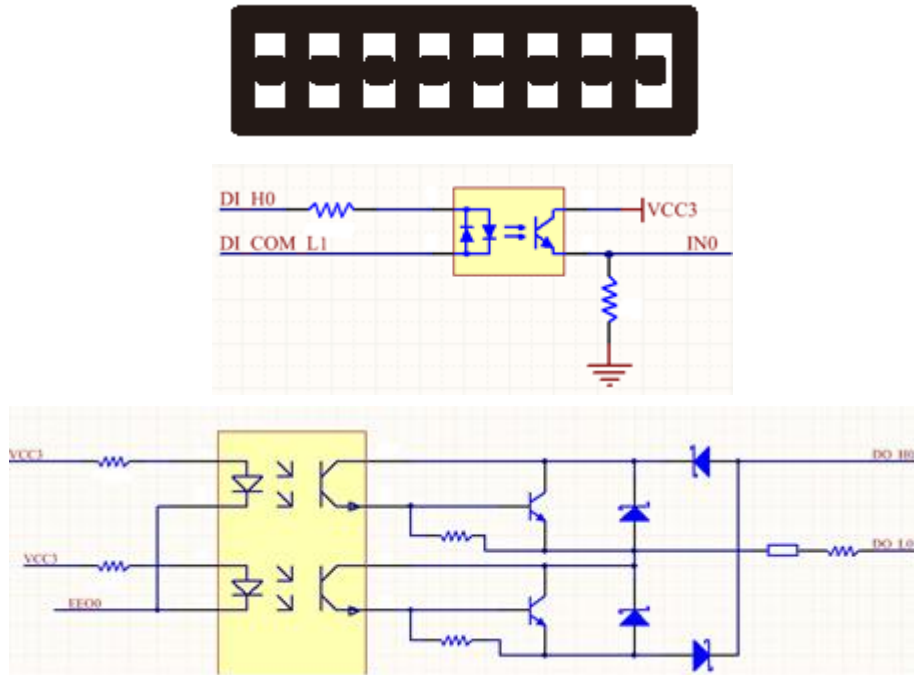 DI_H0
VCC3
DI_COM_L1
IN0
VCC3
DO_H0
DO_L0
VCC3
EEO0